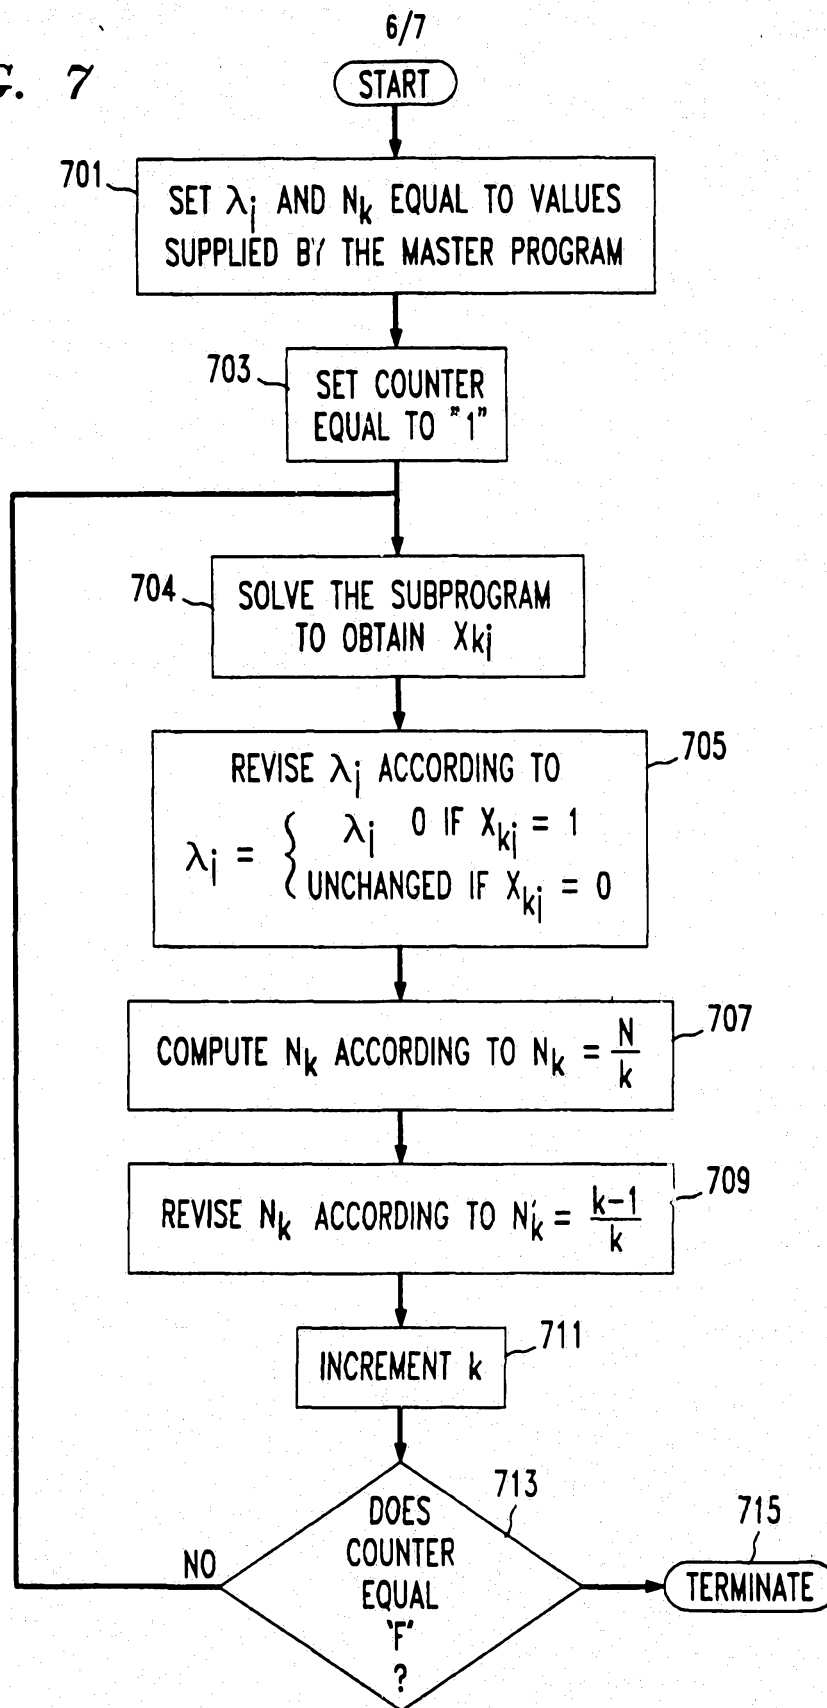 6/7
G. 7
START
701
SET λj AND Nk EQUAL TO VALUES
SUPPLIED BY THE MASTER PROGRAM
703
SET COUNTER
EQUAL TO "1"
704
SOLVE THE SUBPROGRAM
TO OBTAIN Xkj
705
REVISE λj ACCORDING TO
λj = { λj 0 IF Xkj = 1
UNCHANGED IF Xkj = 0
707
COMPUTE Nk ACCORDING TO Nk = N/k
709
REVISE Nk ACCORDING TO N'k = k-1/k
711
INCREMENT k
713
DOES
COUNTER
EQUAL
'F'
?
NO
715
TERMINATE